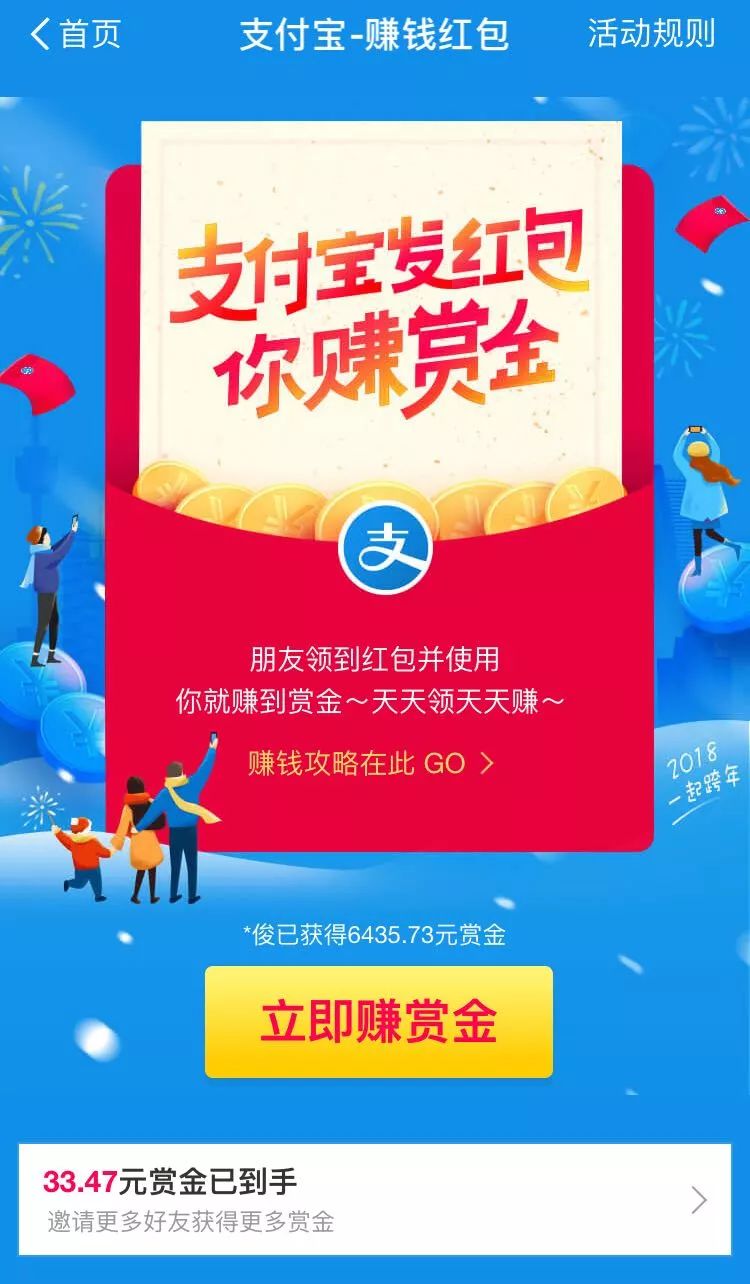 首页
支付宝-赚钱红包
活动规则
支付宝发红包
你赚赏金
支
朋友领到红包并使用
你就赚到赏金～天天领天天赚～
赚钱攻略在此 GO
2018
一起跨年
*俊已获得6435.73元赏金
立即赚赏金
33.47元赏金已到手
邀请更多好友获得更多赏金